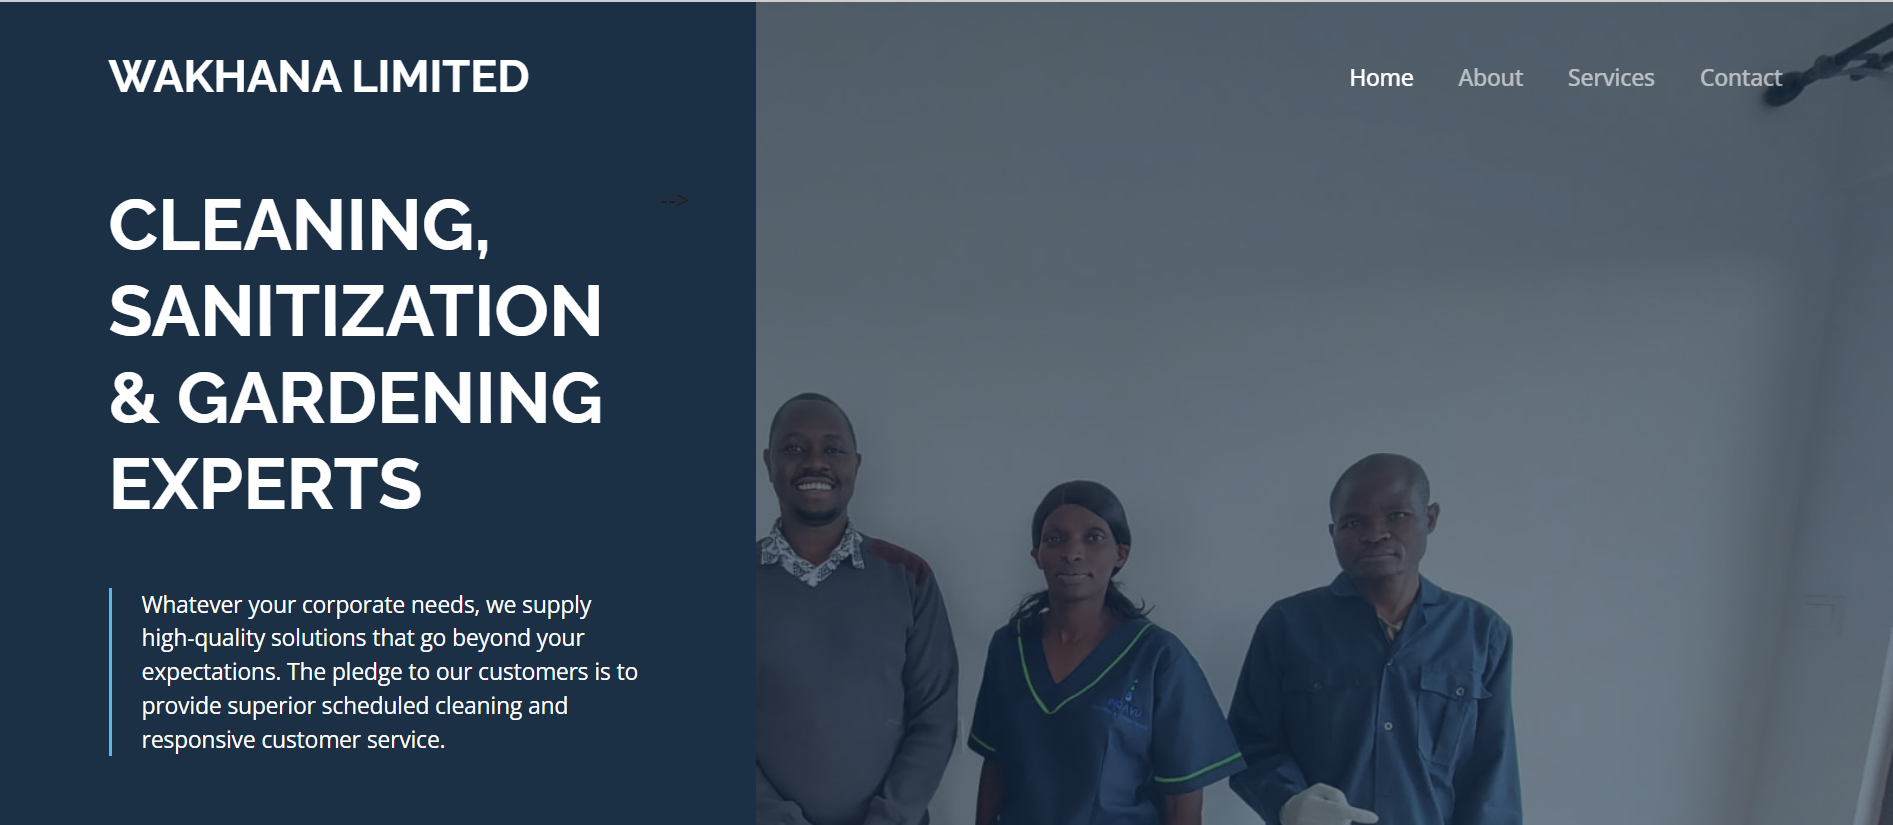 WAKHANA LIMITED
Home About Services Contact
-->
CLEANING,
SANITIZATION
& GARDENING
EXPERTS
Whatever your corporate needs, we supply
high-quality solutions that go beyond your
expectations. The pledge to our customers is to
provide superior scheduled cleaning and
responsive customer service.